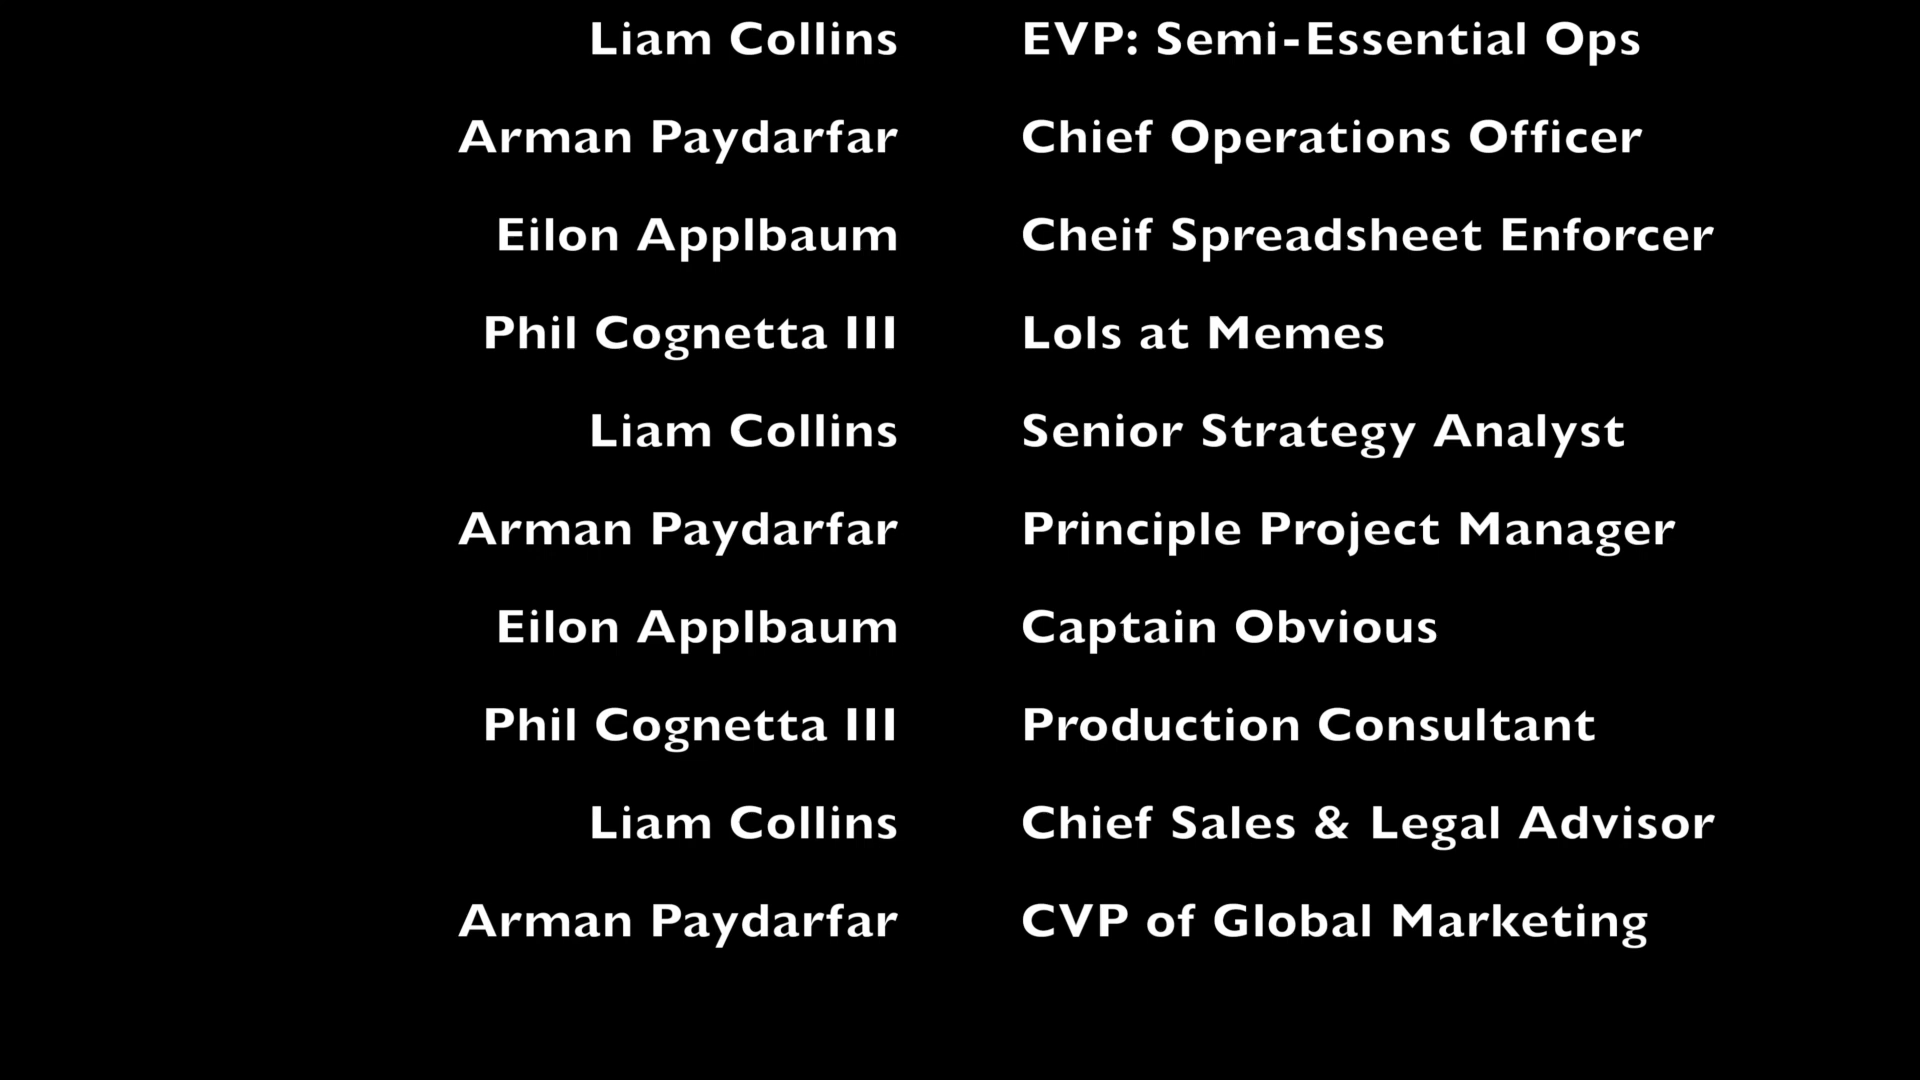 Liam Collins EVP: Semi-Essential Ops
Arman Paydarfar Chief Operations Officer
Eilon Applbaum Cheif Spreadsheet Enforcer
Phil Cognetta III Lols at Memes
Liam Collins Senior Strategy Analyst
Arman Paydarfar Principle Project Manager
Eilon Applbaum Captain Obvious
Phil Cognetta III Production Consultant
Liam Collins Chief Sales & Legal Advisor
Arman Paydarfar CVP of Global Marketing